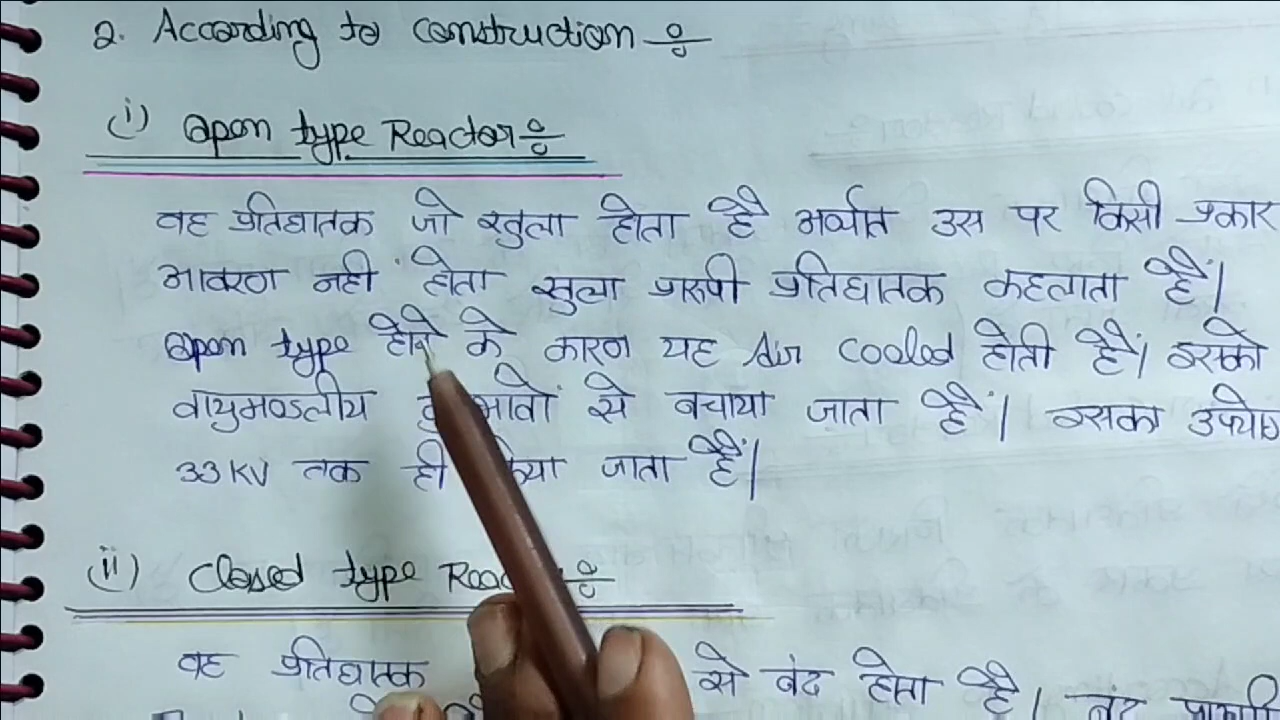 2. According to construction ÷
(i) Open type Reactor ÷
वह प्रतिघातक जो खुला होता है अर्थात उस पर किसी प्रकार
आवरण नही होता खुला प्रारुपी प्रतिघातक कहलाता हैं।
Open type होने के कारण यह Air cooled होती हैं। इसको
वायुमण्डलीय से बचाया जाता हैं। इसका
33 KV तक ही जाता हैं।
(ii) Closed type ÷
वह प्रतिघातक से बंद होता है। बंद